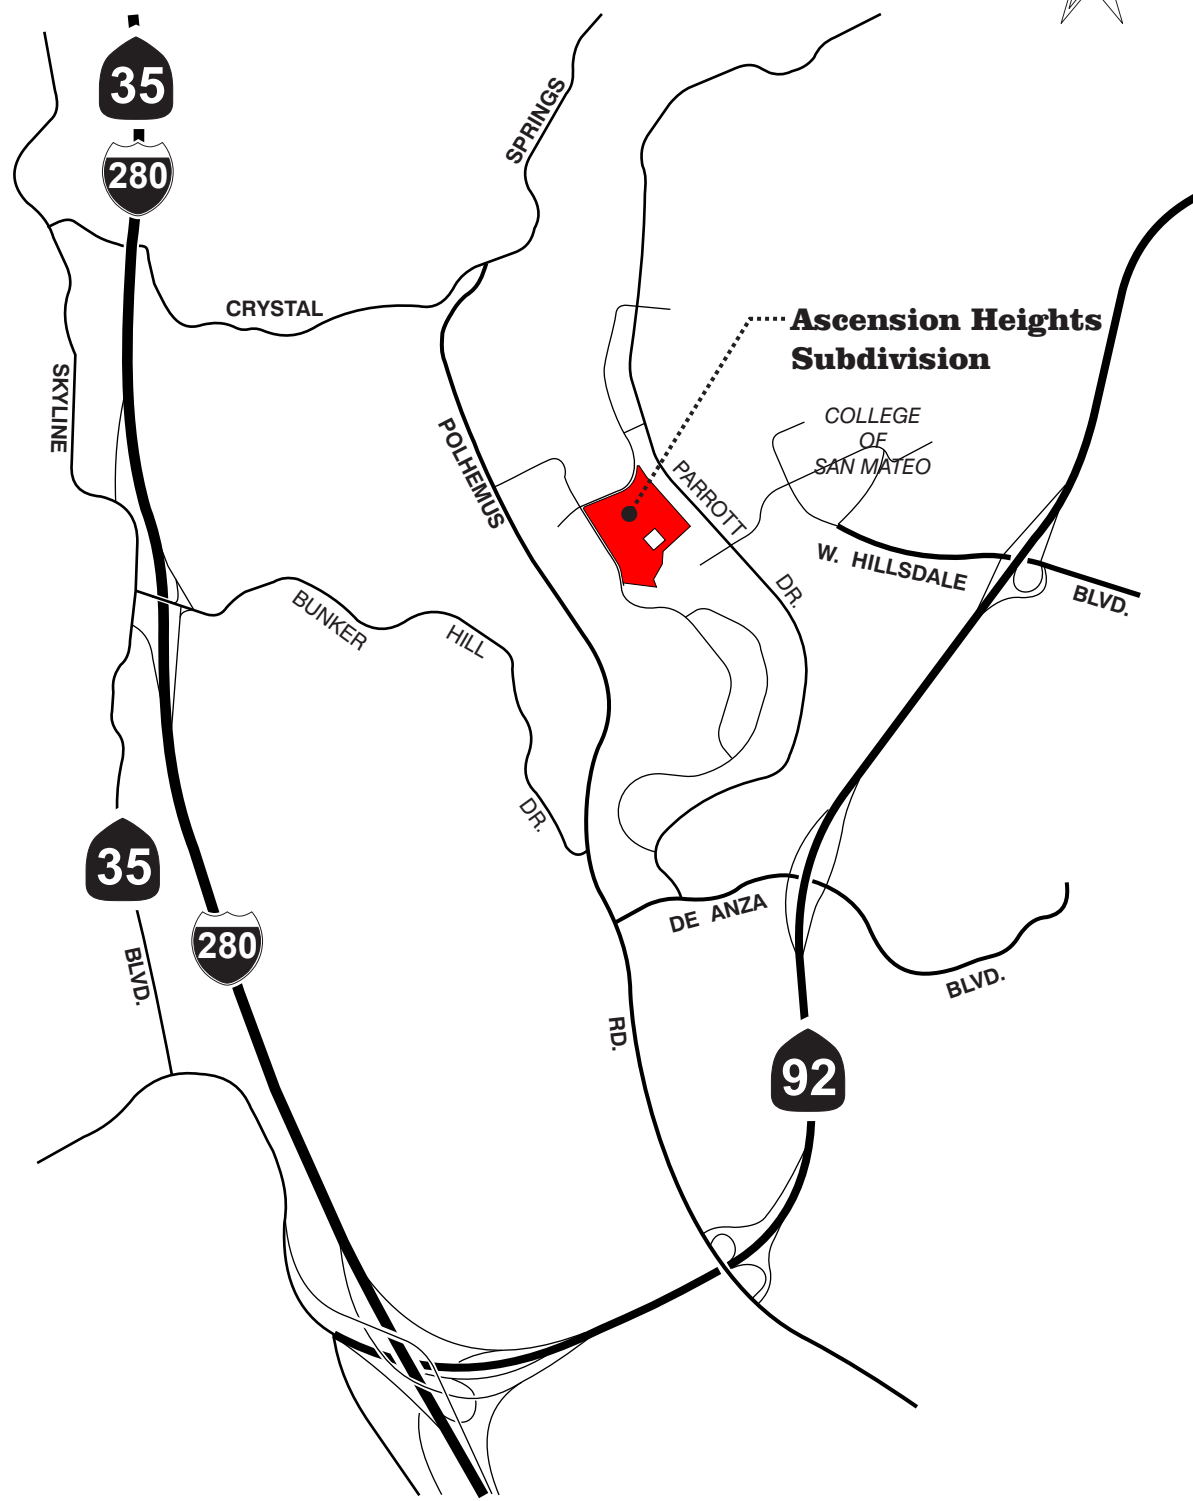 35
280
SPRINGS
CRYSTAL
Ascension Heights
Subdivision
SKYLINE
COLLEGE
OF
SAN MATEO
POLHEMUS
PARROTT
DR.
W. HILLSDALE
BLVD.
BUNKER
HILL
DR.
35
280
BLVD.
DE ANZA
BLVD.
RD.
92